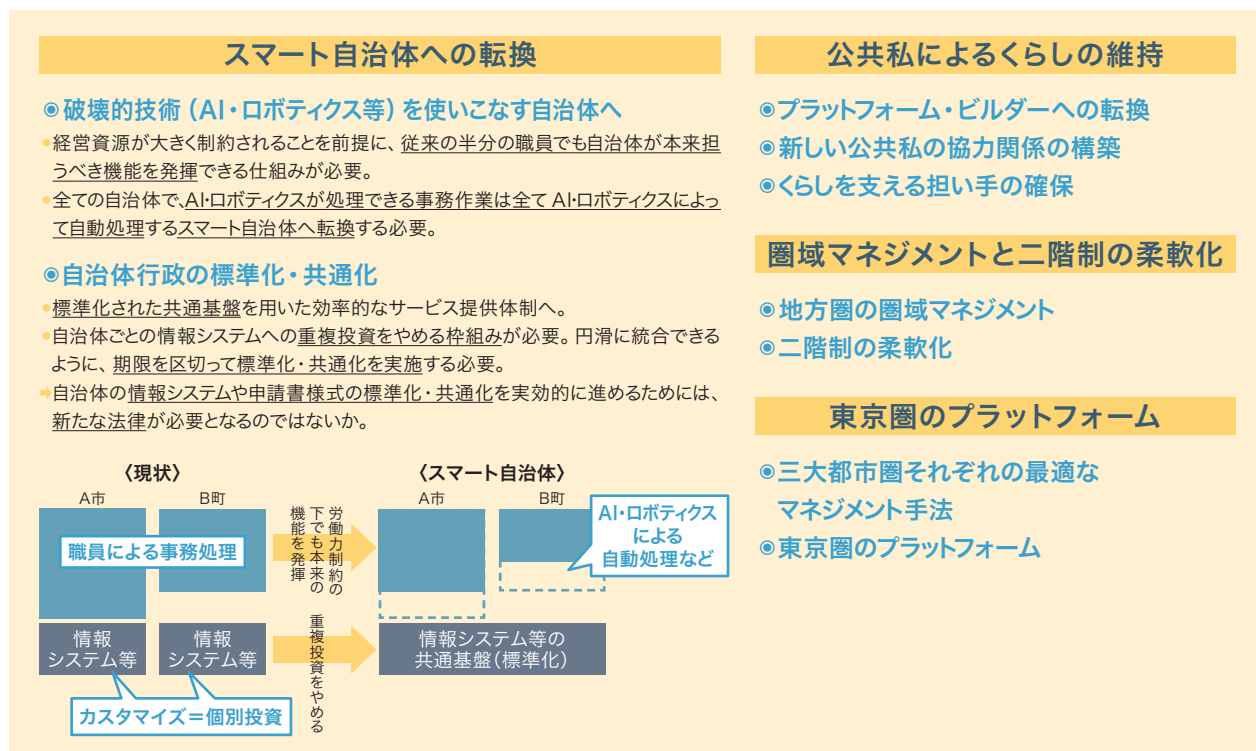 スマート自治体への転換
◉破壊的技術（AI・ロボティクス等）を使いこなす自治体へ
●経営資源が大きく制約されることを前提に、従来の半分の職員でも自治体が本来担
うべき機能を発揮できる仕組みが必要。
●全ての自治体で、AI・ロボティクスが処理できる事務作業は全てAI・ロボティクスによっ
て自動処理するスマート自治体へ転換する必要。
◉自治体行政の標準化・共通化
●標準化された共通基盤を用いた効率的なサービス提供体制へ。
●自治体ごとの情報システムへの重複投資をやめる枠組みが必要。円滑に統合できる
ように、期限を区切って標準化・共通化を実施する必要。
➡自治体の情報システムや申請書様式の標準化・共通化を実効的に進めるためには、
新たな法律が必要となるのではないか。
〈現状〉
A市
B町
職員による事務処理
情報
システム等
情報
システム等
カスタマイズ＝個別投資
労働力制約の
下でも本来の
機能を発揮
重複投資をやめる
〈スマート自治体〉
A市
B町
AI・ロボティクス
による
自動処理など
情報システム等の
共通基盤（標準化）
公共私によるくらしの維持
◉プラットフォーム・ビルダーへの転換
◉新しい公共私の協力関係の構築
◉くらしを支える担い手の確保
圏域マネジメントと二階制の柔軟化
◉地方圏の圏域マネジメント
◉二階制の柔軟化
東京圏のプラットフォーム
◉三大都市圏それぞれの最適な
マネジメント手法
◉東京圏のプラットフォーム